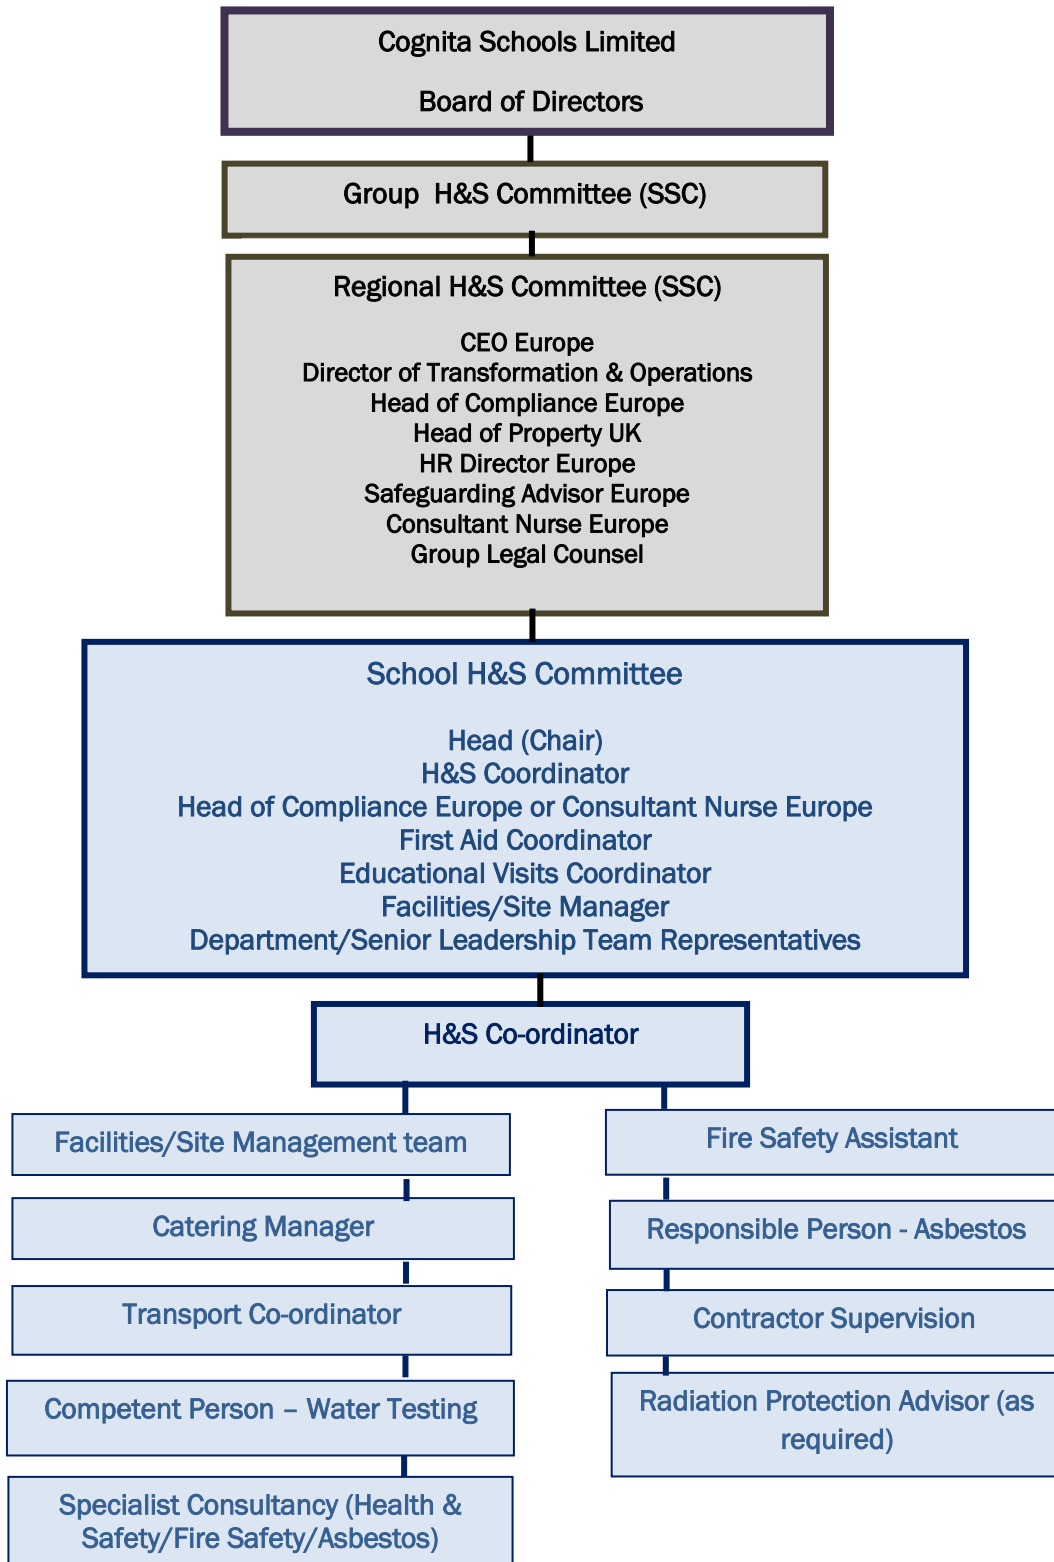 Cognita Schools Limited
Board of Directors
Group H&S Committee (SSC)
Regional H&S Committee (SSC)
CEO Europe
Director of Transformation & Operations
Head of Compliance Europe
Head of Property UK
HR Director Europe
Safeguarding Advisor Europe
Consultant Nurse Europe
Group Legal Counsel
School H&S Committee
Head (Chair)
H&S Coordinator
Head of Compliance Europe or Consultant Nurse Europe
First Aid Coordinator
Educational Visits Coordinator
Facilities/Site Manager
Department/Senior Leadership Team Representatives
H&S Co-ordinator
Facilities/Site Management team
Catering Manager
Transport Co-ordinator
Competent Person – Water Testing
Specialist Consultancy (Health &
Safety/Fire Safety/Asbestos)
Fire Safety Assistant
Responsible Person - Asbestos
Contractor Supervision
Radiation Protection Advisor (as
required)